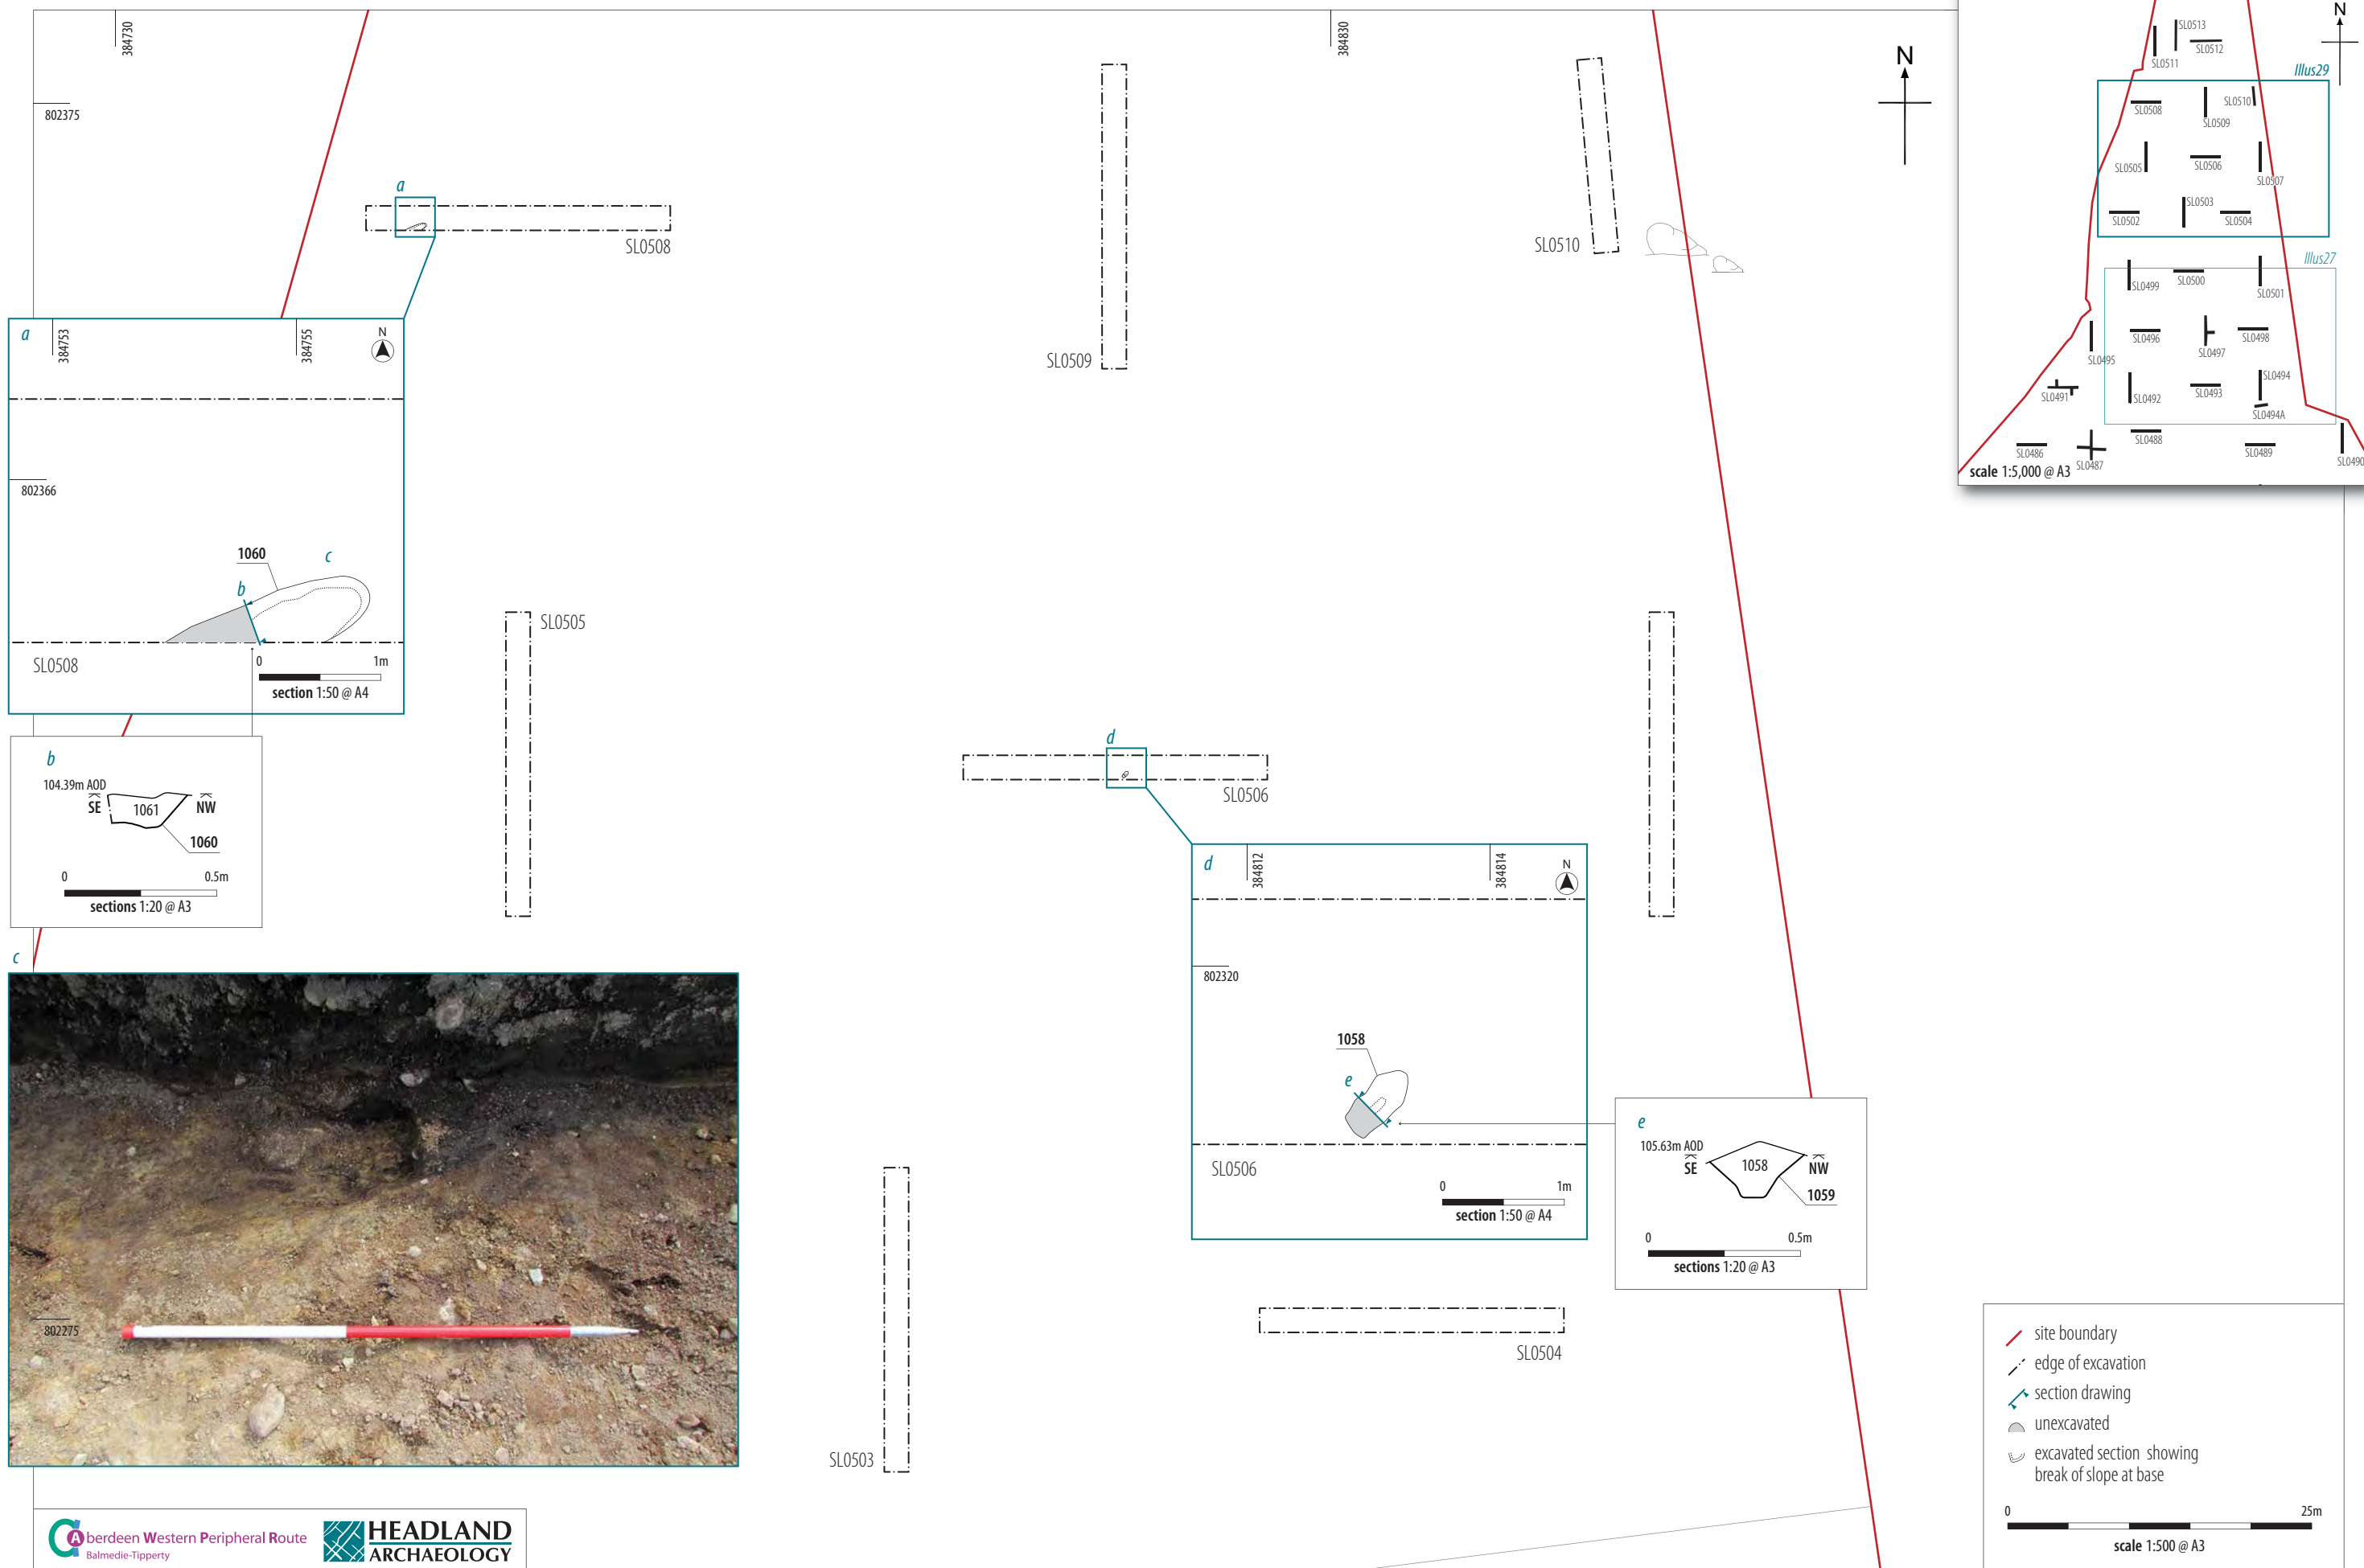 384730
384830
802375
N
a
SL0508
SL0509
SL0510
a
384753
384755
N
802366
1060
c
b
SL0508
0
1m
section 1:50 @ A4
b
104.39m AOD
SE
1061
NW
1060
0
0.5m
sections 1:20 @ A3
c
802275
SL0505
d
SL0506
d
384812
384814
N
802320
1058
e
SL0506
0
1m
section 1:50 @ A4
e
105.63m AOD
SE
1058
NW
1059
0
0.5m
sections 1:20 @ A3
SL0504
SL0503
N
SL0513
SL0511
SL0512
Illus29
SL0508
SL0509
SL0510
SL0505
SL0506
SL0507
SL0502
SL0503
SL0504
Illus27
SL0499
SL0500
SL0501
SL0495
SL0496
SL0497
SL0498
SL0491
SL0492
SL0493
SL0494
SL0494A
SL0486
SL0487
SL0488
SL0489
SL0490
scale 1:5,000 @ A3
site boundary
edge of excavation
section drawing
unexcavated
excavated section showing
break of slope at base
0
25m
scale 1:500 @ A3
Aberdeen Western Peripheral Route
Balmedie-Tipperty
HEADLAND
ARCHAEOLOGY